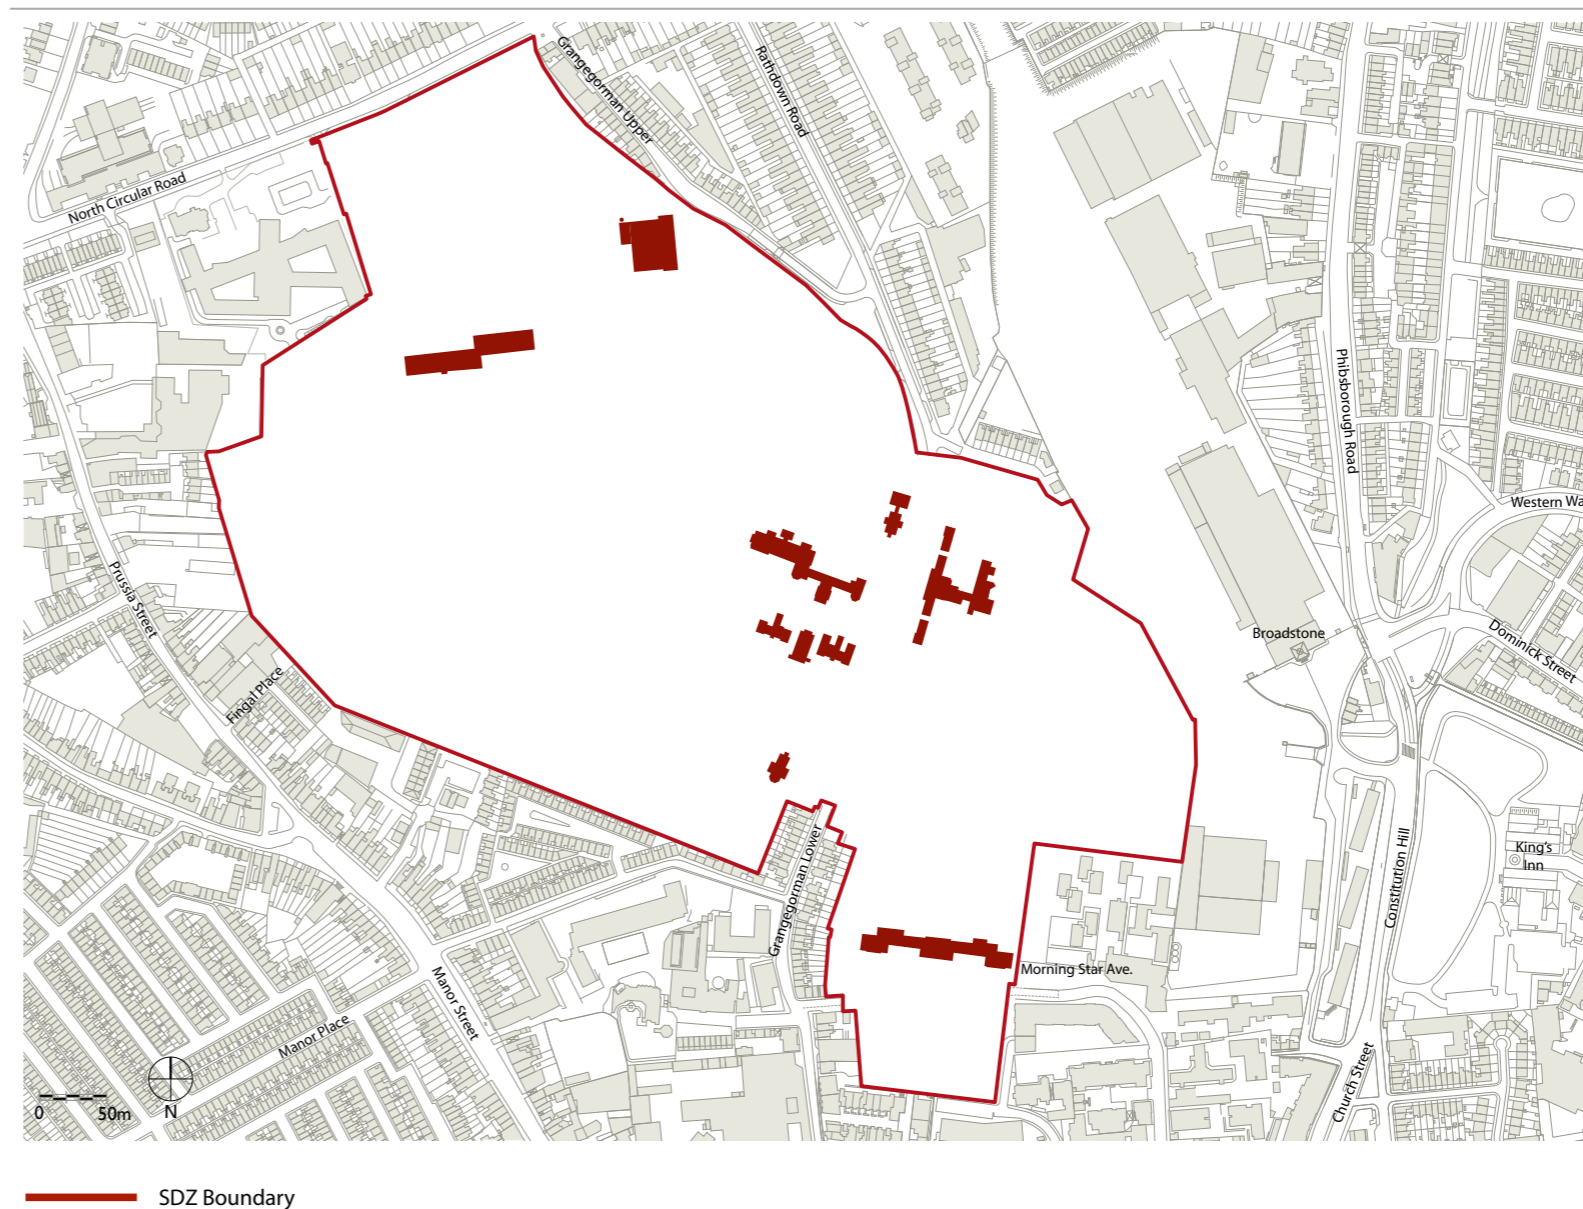 Grangegorman Upper
Rathdown Road
North Circular Road
Phibsborough Road
Western Wa
Prussia Street
Broadstone
Dominick Street
Fingal Place
King's
Inn
Grangegorman Lower
Constitution Hill
Morning Star Ave.
Manor Street
Manor Place
Church Street
0
50m
N
SDZ Boundary